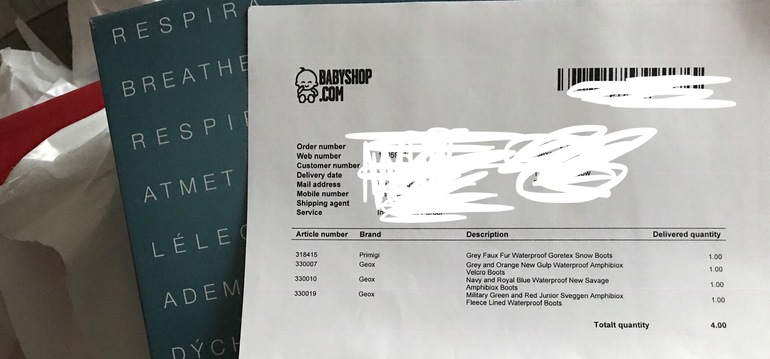 RESPIRA
BREATHE
RESPI
ATMET
LÉLEG
ADEM
DÝCH
BABYSHOP
.COM
Order number
Web number
Customer number
Delivery date
Mail address
Mobile number
Shipping agent
Service
Article number Brand Description Delivered quantity
318415 Primigi Grey Faux Fur Waterproof Goretex Snow Boots 1.00
330007 Geox Grey and Orange New Gulp Waterproof Amphibiox 1.00
Velcro Boots
330010 Geox Navy and Royal Blue Waterproof New Savage 1.00
Amphibiox Boots
330019 Geox Military Green and Red Junior Sveggen Amphibiox 1.00
Fleece Lined Waterproof Boots
Totalt quantity 4.00